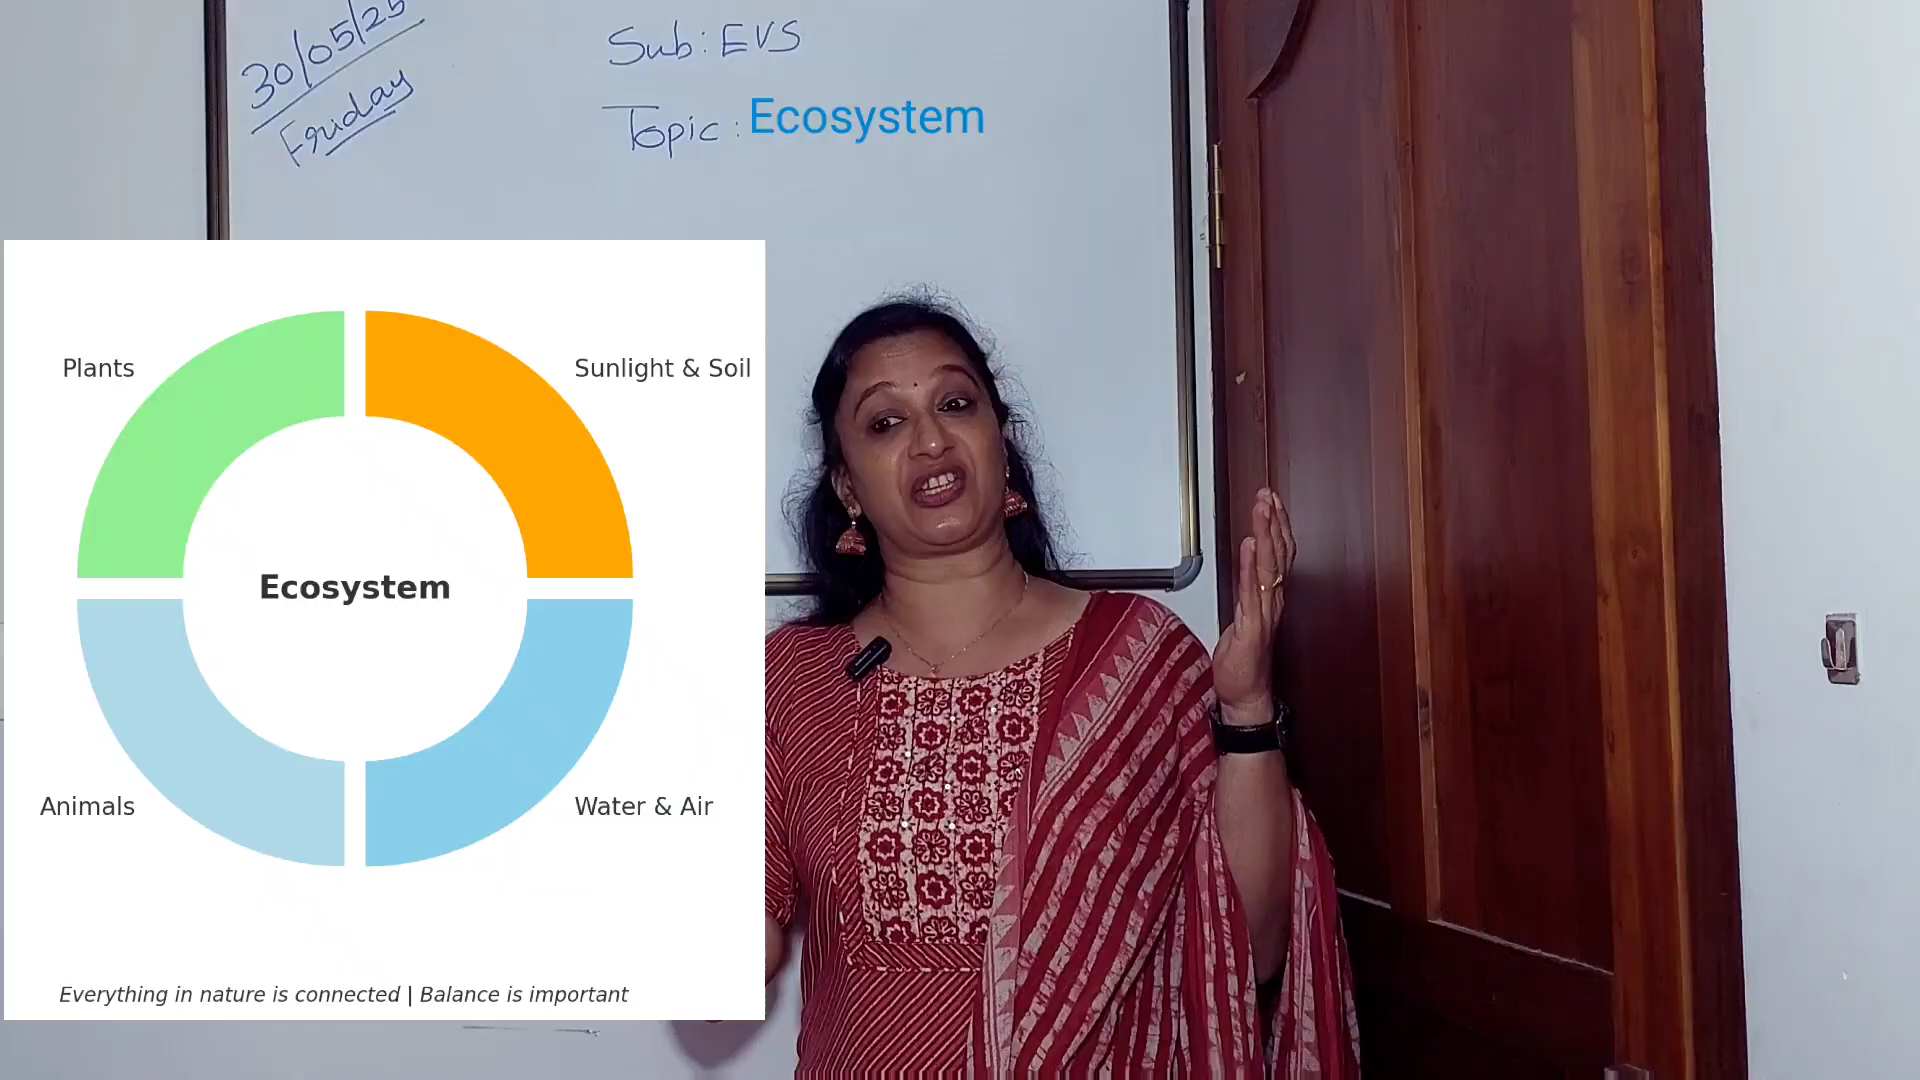 30/05/25
Friday
Sub: EVS
Topic: Ecosystem
Plants
Sunlight & Soil
Ecosystem
Animals
Water & Air
Everything in nature is connected | Balance is important